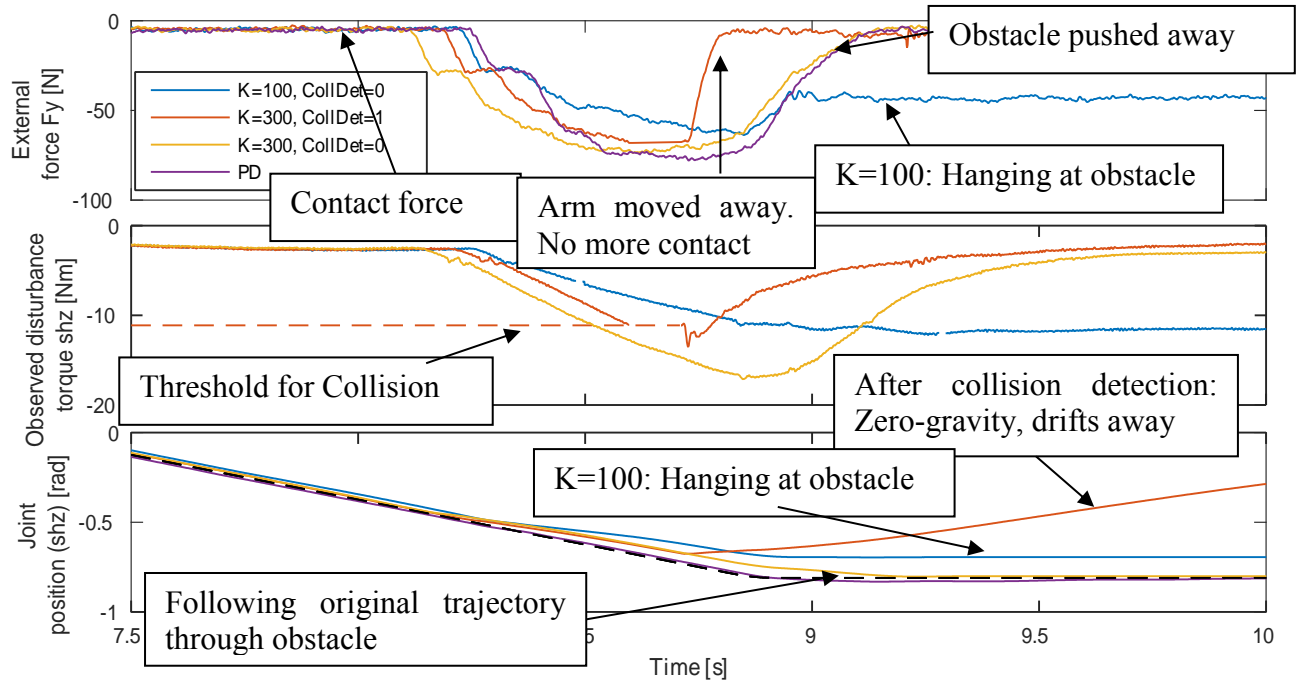 0
-50
-100
External
force Fy [N]
K=100, CollDet=0
K=300, CollDet=1
K=300, CollDet=0
PD
Contact force
Arm moved away.
No more contact
Obstacle pushed away
K=100: Hanging at obstacle
0
-10
-20
Observed disturbance
torque shz [Nm]
Threshold for Collision
After collision detection:
Zero-gravity, drifts away
0
-0.5
-1
Joint
position (shz) [rad]
K=100: Hanging at obstacle
Following original trajectory
through obstacle
7.5
5
9
9.5
10
Time [s]